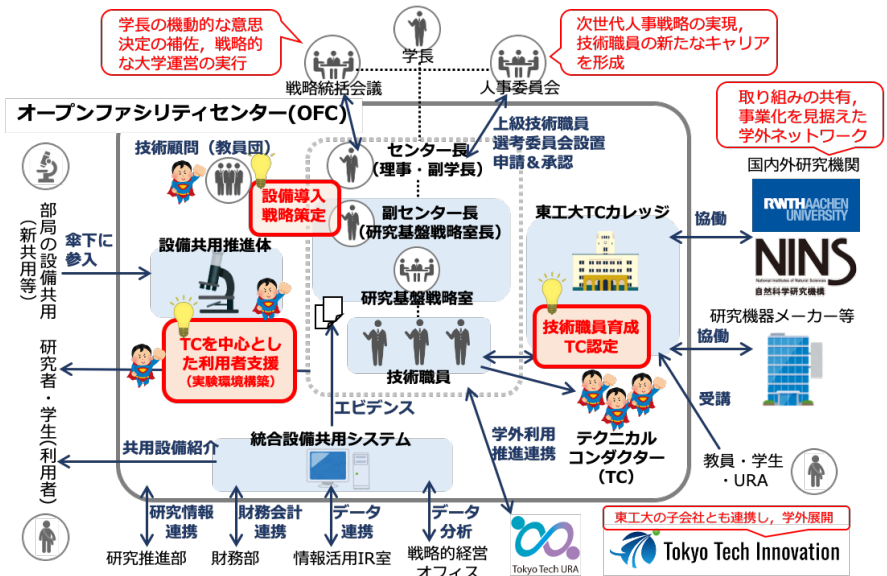 学長の機動的な意思
決定の補佐，戦略的
な大学運営の実行
学長
次世代人事戦略の実現，
技術職員の新たなキャリア
を形成
戦略統括会議
人事委員会
オープンファシリティセンター(OFC)
取り組みの共有，
事業化を見据えた
学外ネットワーク
技術顧問（教員団）
センター長
（理事・副学長）
上級技術職員
選考委員会設置
申請＆承認
国内外研究機関
設備導入
戦略策定
RWTHAACHEN
UNIVERSITY
部局の設備共用
（新共用等）
傘下に
参入
設備共用推進体
副センター長
（研究基盤戦略室長）
東工大TCカレッジ
協働
NINS
National Institutes of Natural Sciences
自然科学研究機構
研究基盤戦略室
研究機器メーカー等
TCを中心とし
た利用者支援
（実験環境構築）
技術職員育成
TC認定
協働
技術職員
研究者・学生(利用者)
エビデンス
受講
共用設備紹介
統合設備共用システム
学外利用
推進連携
テクニカル
コンダクター
（TC）
教員・学生
・URA
研究情報
連携
財務会計
連携
データ
連携
データ
分析
東工大の子会社とも連携し，学外展開
研究推進部
財務部
情報活用IR室
戦略的経営
オフィス
Tokyo Tech URA
Tokyo Tech Innovation